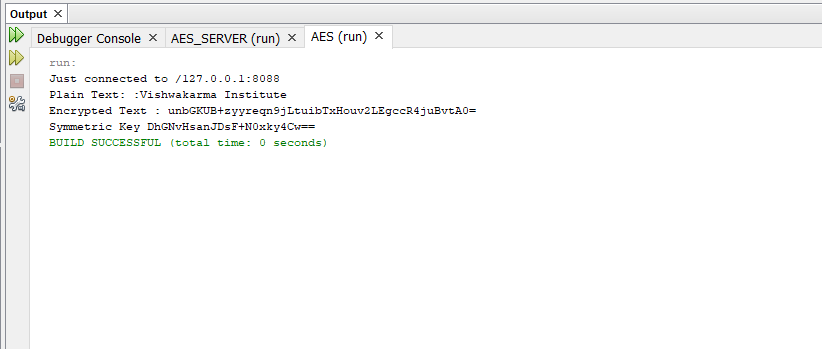 Output
Debugger Console AES_SERVER (run) AES (run)
run:
Just connected to /127.0.0.1:8088
Plain Text: :Vishwakarma Institute
Encrypted Text : unbGKUB+zyyreqn9jLtuibTxHouv2LEgccR4juBvtA0=
Symmetric Key DhGNvHsanJDsF+N0xky4Cw==
BUILD SUCCESSFUL (total time: 0 seconds)